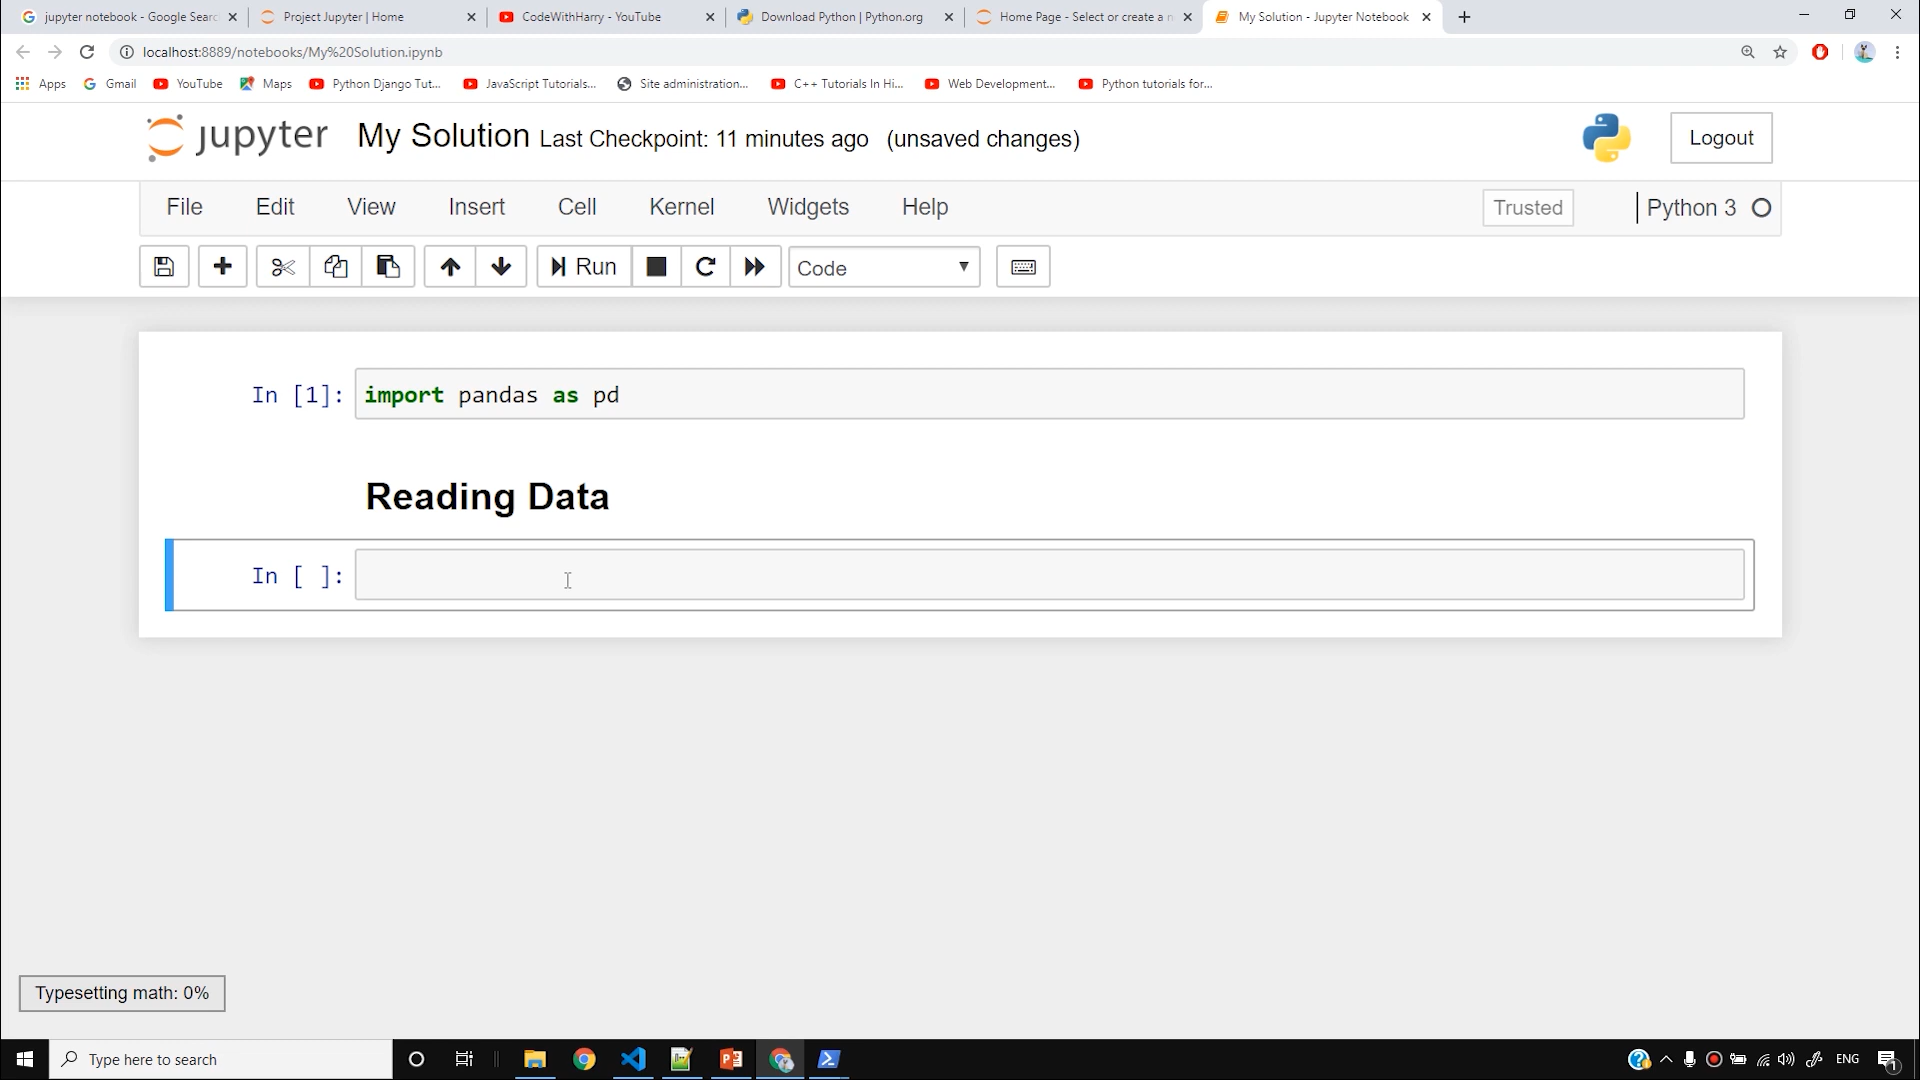 jupyter notebook - Google Searc
Project Jupyter | Home
CodeWithHarry - YouTube
Download Python | Python.org
Home Page - Select or create a n
My Solution - Jupyter Notebook
localhost:8889/notebooks/My%20Solution.ipynb
Apps
Gmail
YouTube
Maps
Python Django Tut...
JavaScript Tutorials...
Site administration...
C++ Tutorials In Hi...
Web Development...
Python tutorials for...
jupyter My Solution Last Checkpoint: 11 minutes ago (unsaved changes)
Logout
File Edit View Insert Cell Kernel Widgets Help
Trusted
Python 3
Run
Code
In [1]: import pandas as pd
Reading Data
In [ ]:
Typesetting math: 0%
Type here to search
ENG
1